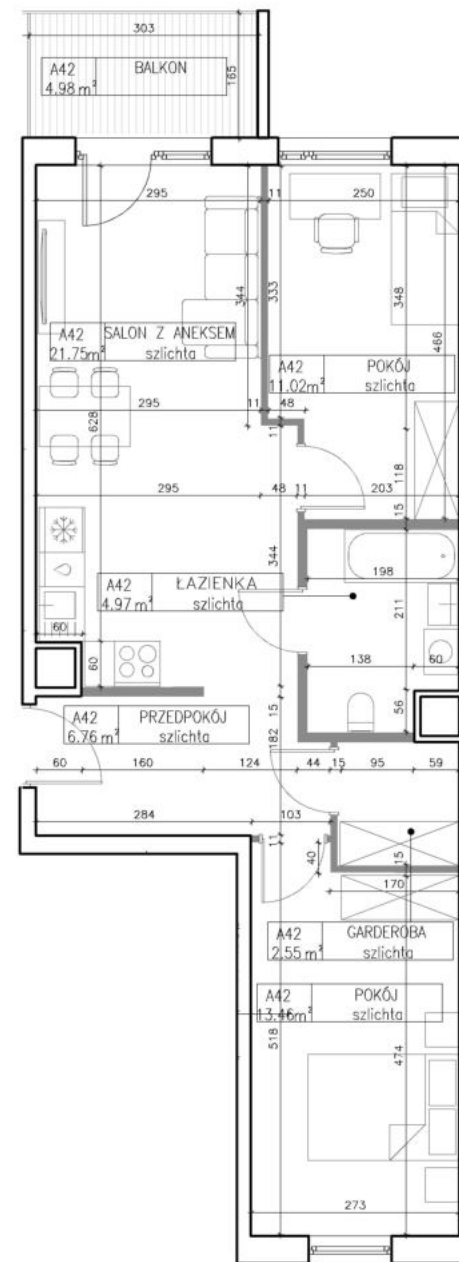 303
A42 BALKON
4.98 m²
165
295 11 250
344 333 348 466
A42 SALON Z ANEKSEM
21.75m² szlichta
A42 POKÓJ
11.02m² szlichta
295 11 48
628 11 118
295 48 11 203
15
344
A42 ŁAZIENKA
4.97 m² szlichta
198
211
60
60 138 60
56
A42 PRZEDPOKÓJ
6.76 m² szlichta
15
182
60 160 124 44 15 95 59
284 103
11 40 15
170
A42 GARDEROBA
2.55 m² szlichta
A42 POKÓJ
13.46m² szlichta
518 474
273